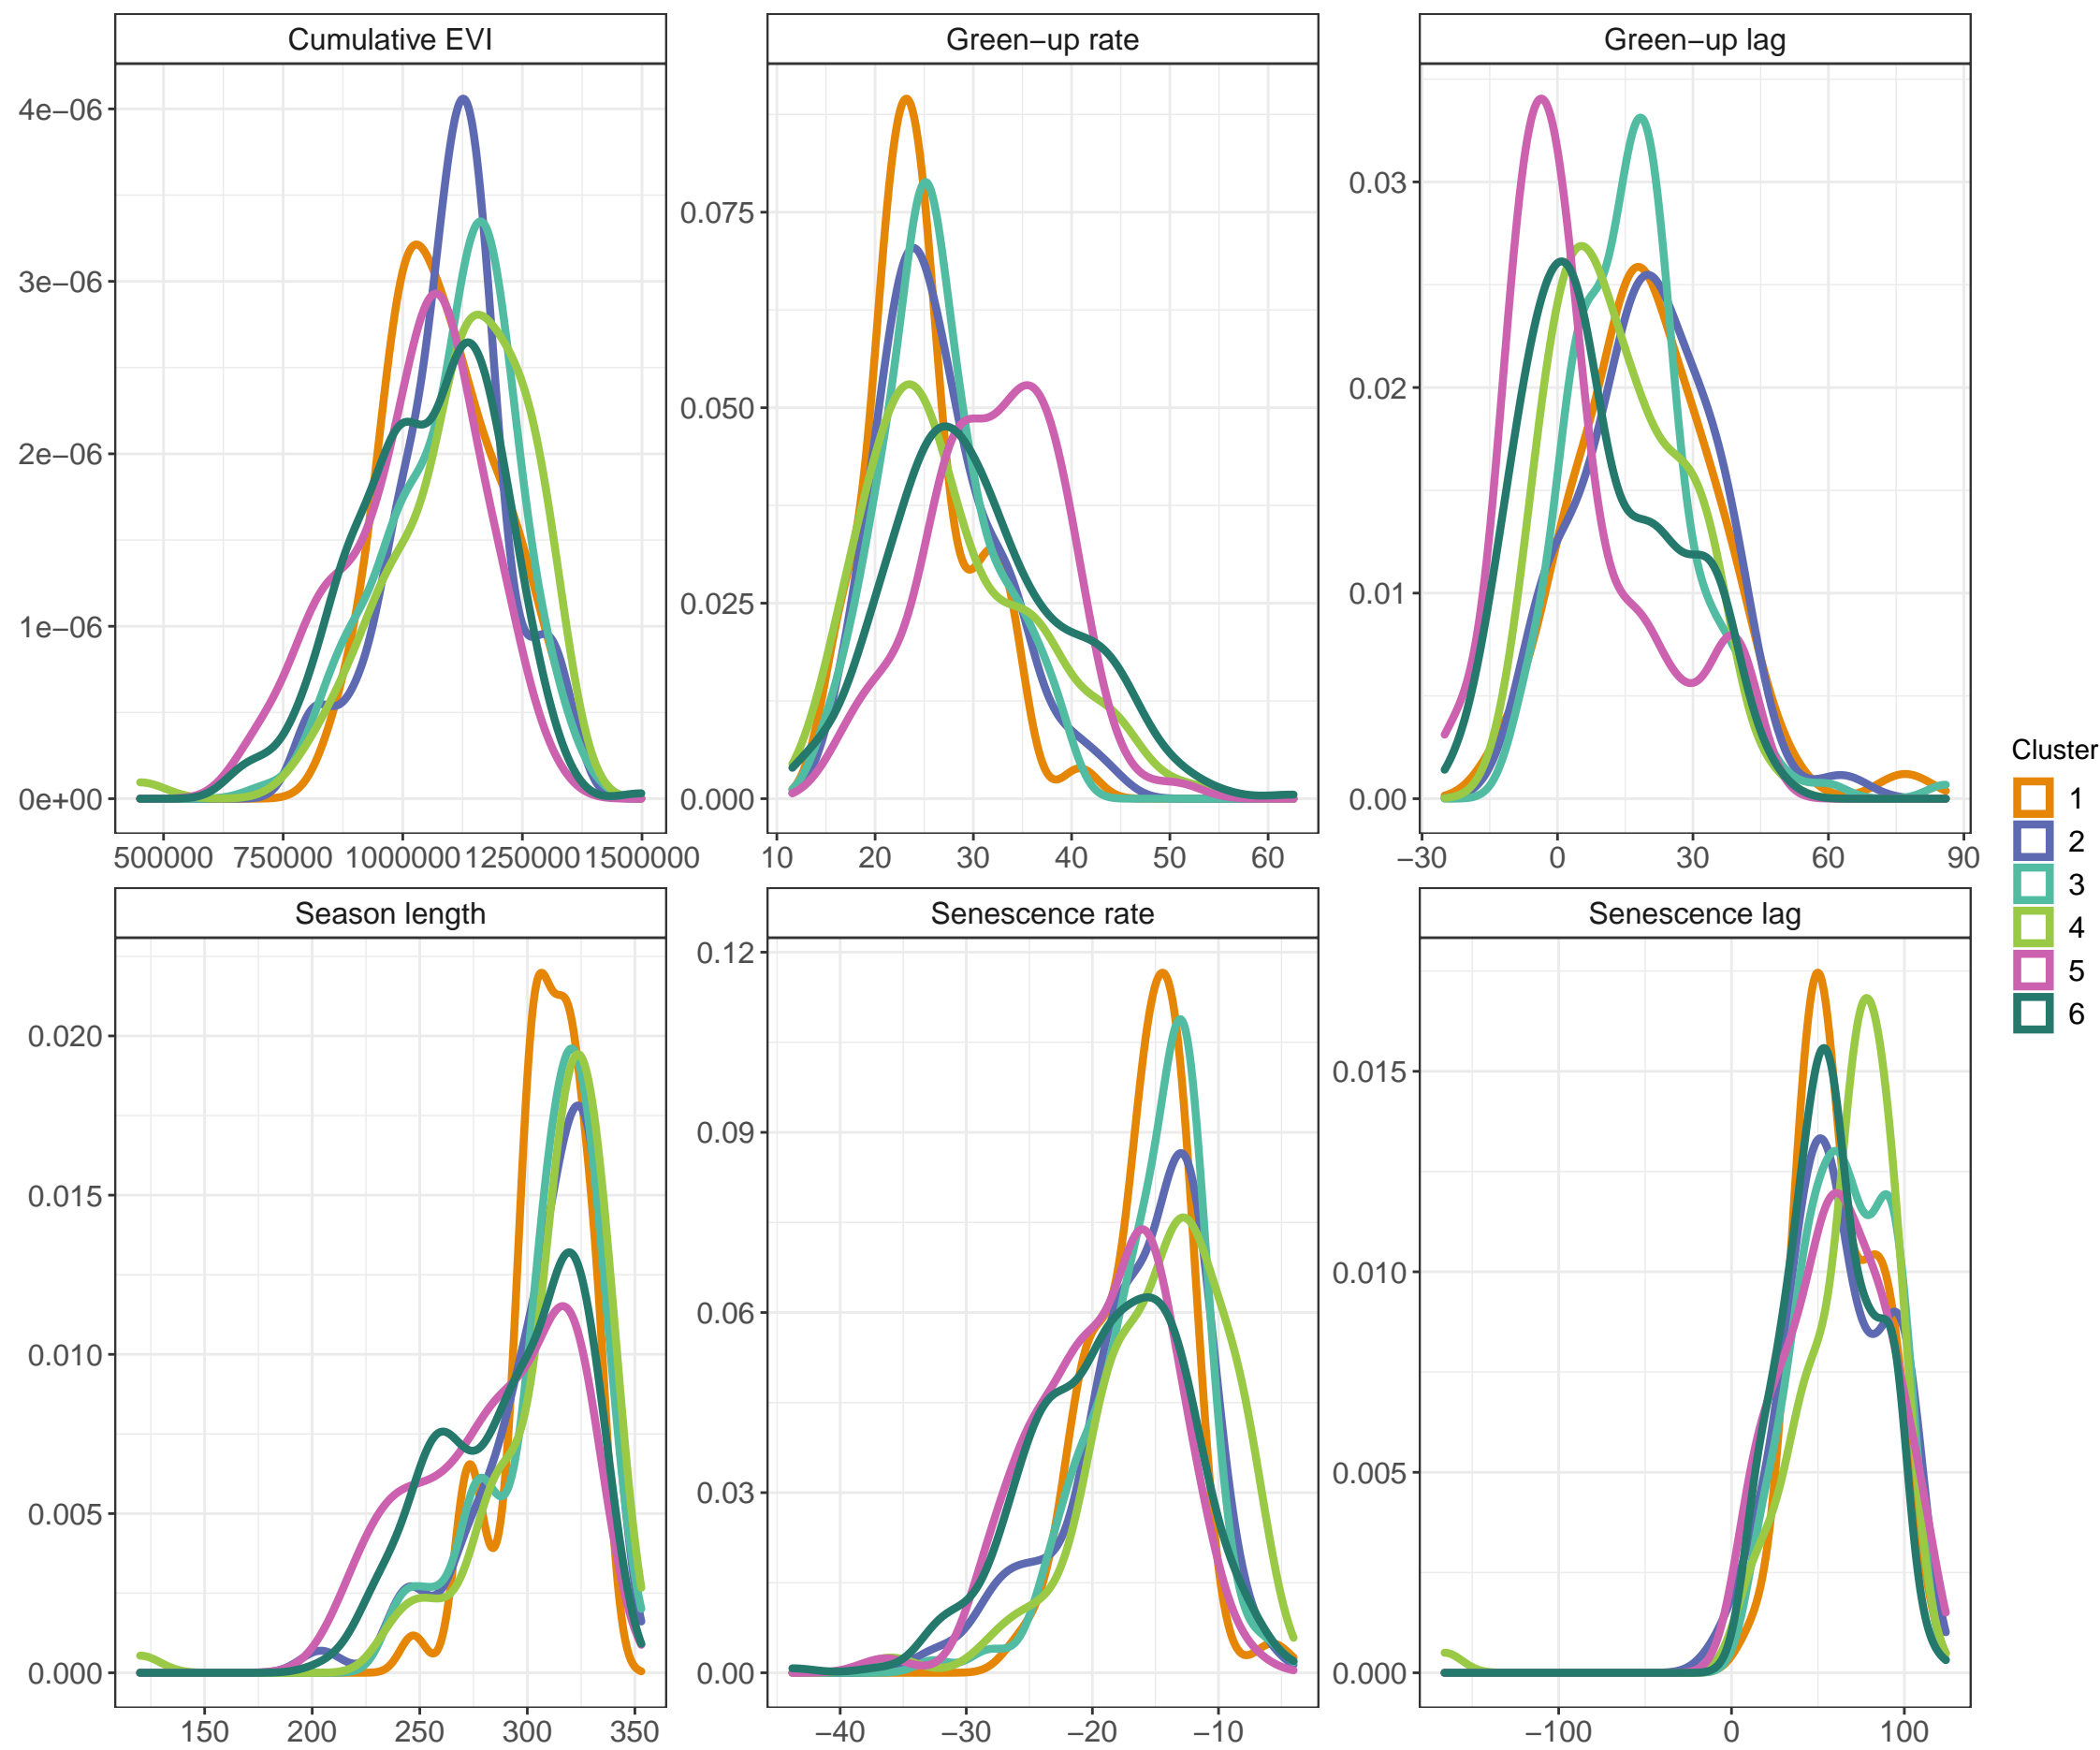 Cumulative EVI
Green−up rate
Green−up lag
4e−06
3e−06
2e−06
1e−06
0e+00
500000 750000 1000000 1250000 1500000
0.075
0.050
0.025
0.000
10 20 30 40 50 60
0.03
0.02
0.01
0.00
−30 0 30 60 90
Season length
Senescence rate
Senescence lag
0.020
0.015
0.010
0.005
0.000
150 200 250 300 350
0.12
0.09
0.06
0.03
0.00
−40 −30 −20 −10
0.015
0.010
0.005
0.000
−100 0 100
Cluster
1
2
3
4
5
6